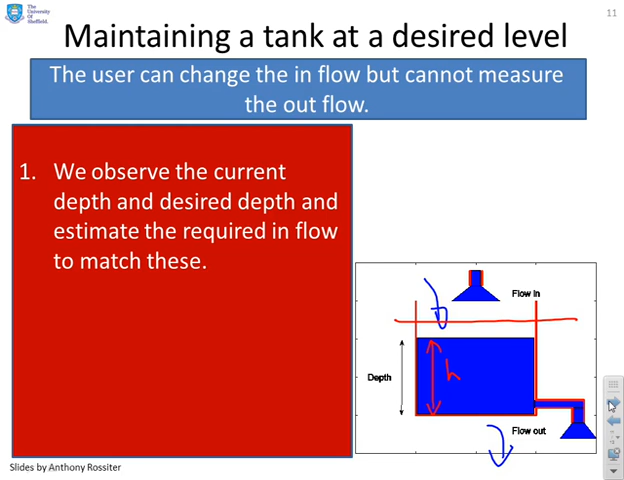 The
University
Of
Sheffield.
11
Maintaining a tank at a desired level
The user can change the in flow but cannot measure
the out flow.
1. We observe the current
depth and desired depth and
estimate the required in flow
to match these.
Flow in
Depth
h
Flow out
Slides by Anthony Rossiter